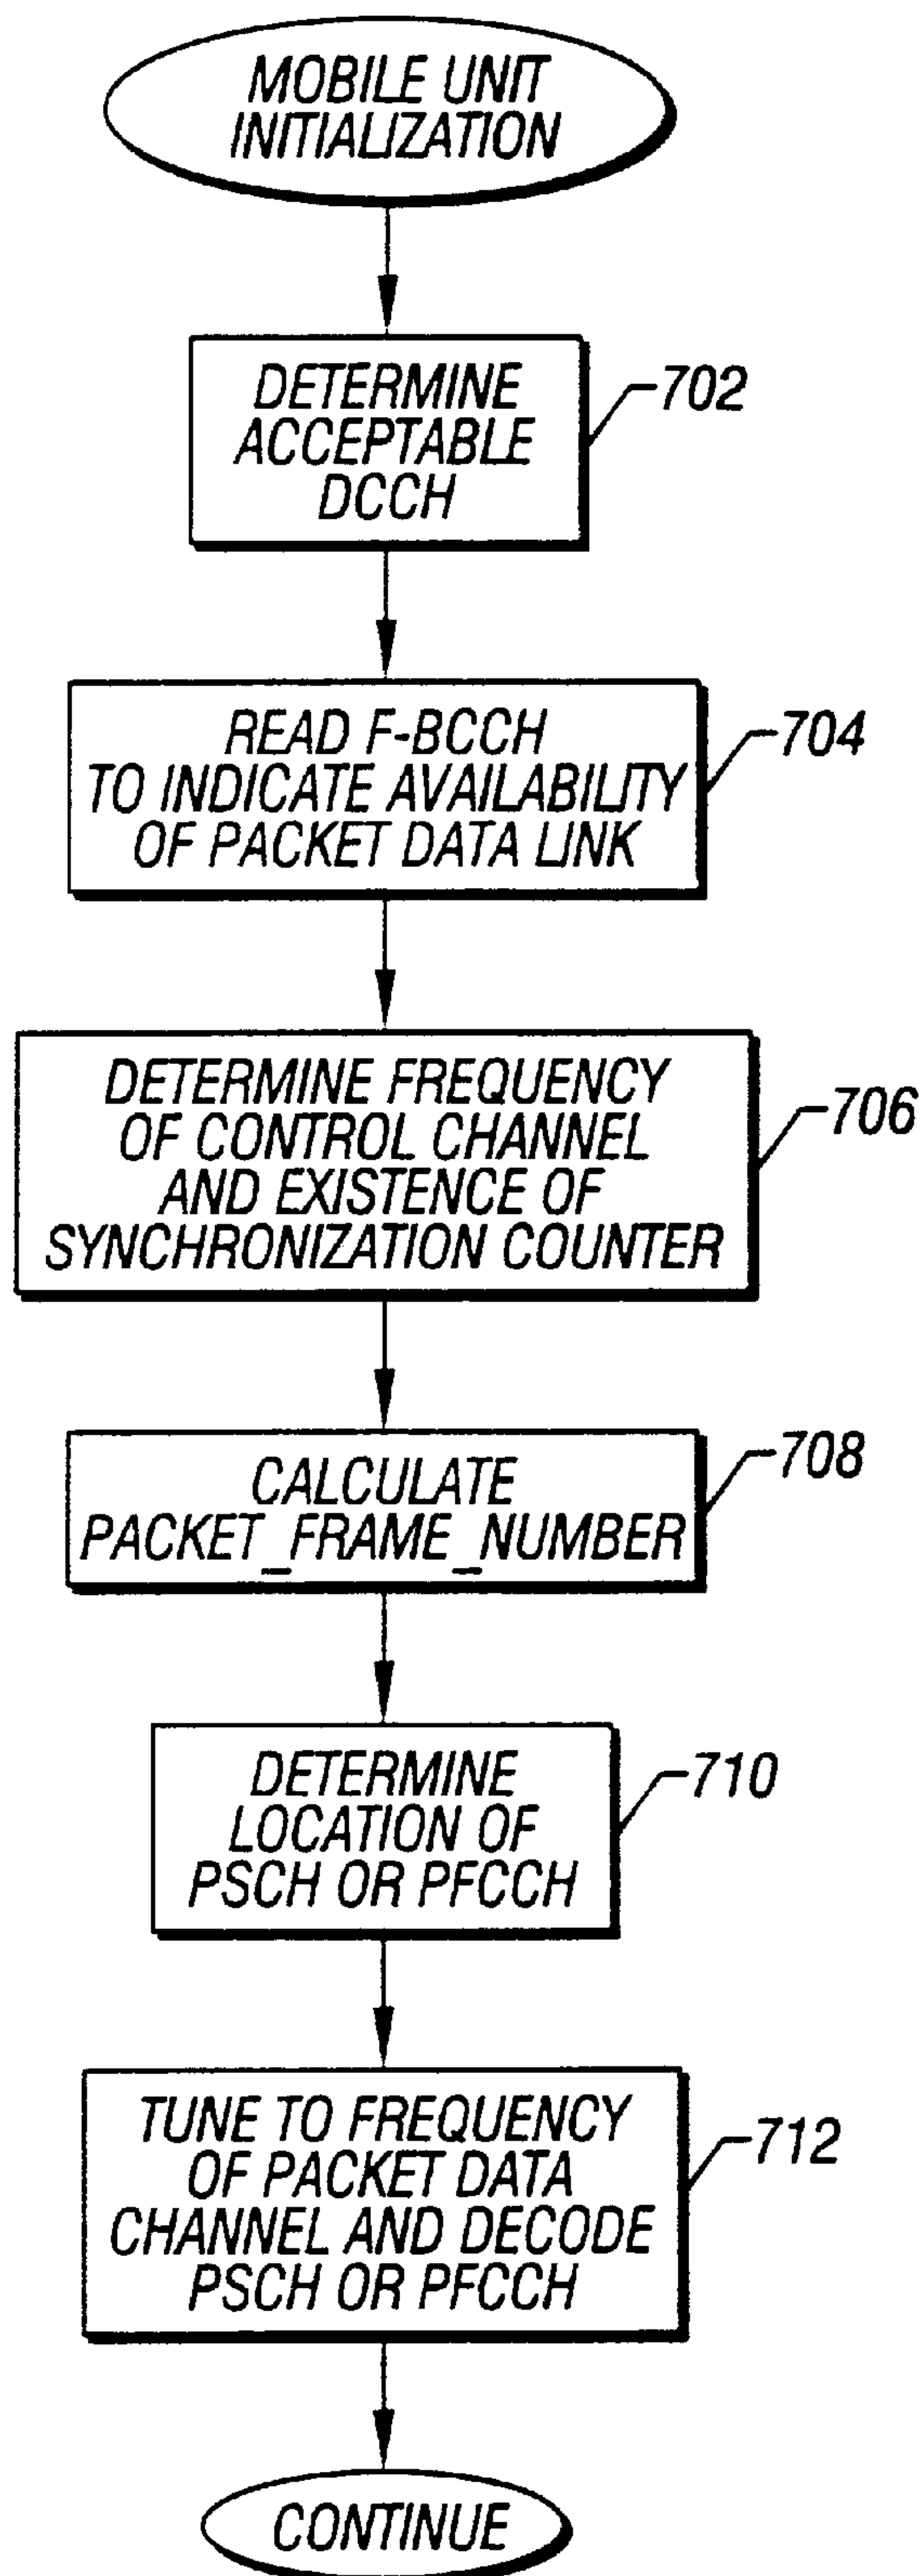 MOBILE UNIT
INITIALIZATION
DETERMINE
ACCEPTABLE
DCCH
702
READ F-BCCH
TO INDICATE AVAILABILITY
OF PACKET DATA LINK
704
DETERMINE FREQUENCY
OF CONTROL CHANNEL
AND EXISTENCE OF
SYNCHRONIZATION COUNTER
706
CALCULATE
PACKET_FRAME_NUMBER
708
DETERMINE
LOCATION OF
PSCH OR PFCCH
710
TUNE TO FREQUENCY
OF PACKET DATA
CHANNEL AND DECODE
PSCH OR PFCCH
712
CONTINUE